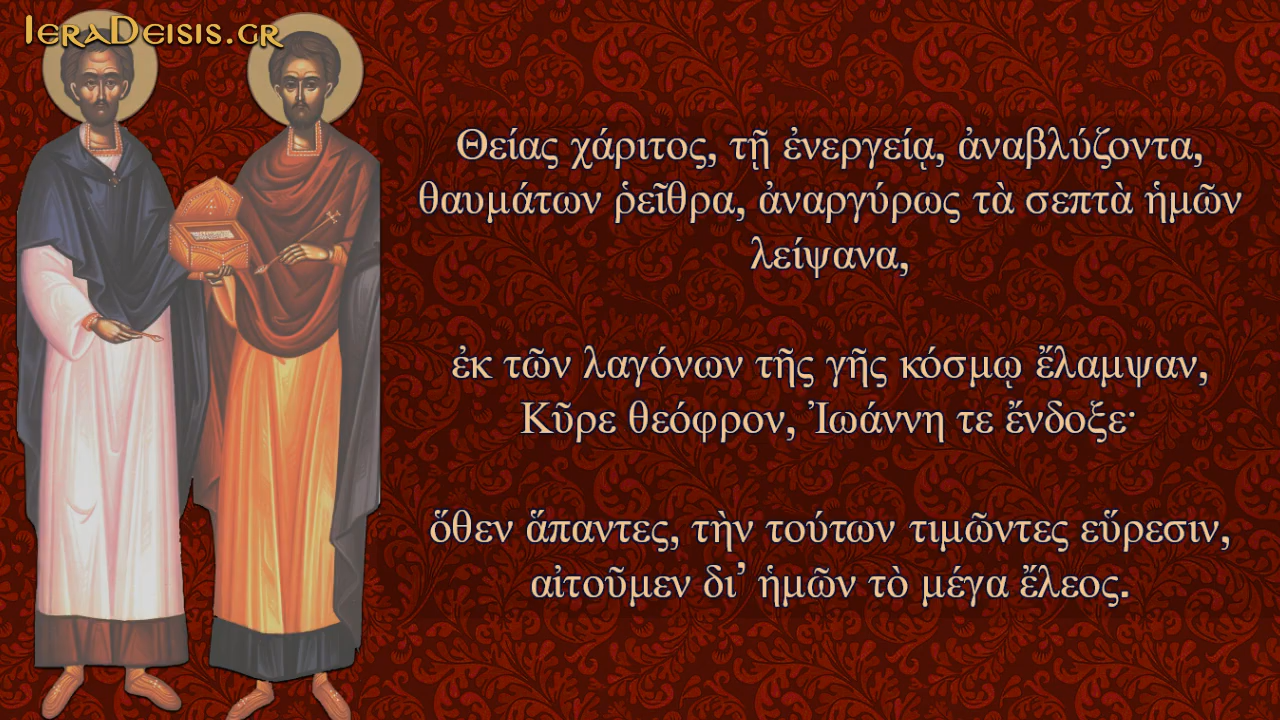 IERADEISIS.GR
Θείας χάριτος, τῇ ἐνεργείᾳ, ἀναβλύζοντα,
θαυμάτων ῥεῖθρα, ἀναργύρως τὰ σεπτὰ ἡμῶν
λείψανα,
ἐκ τῶν λαγόνων τῆς γῆς κόσμῳ ἔλαμψαν,
Κῦρε θεόφρον, Ἰωάννη τε ἔνδοξε·
ὅθεν ἅπαντες, τὴν τούτων τιμῶντες εὕρεσιν,
αἰτοῦμεν δι’ ἡμῶν τὸ μέγα ἔλεος.